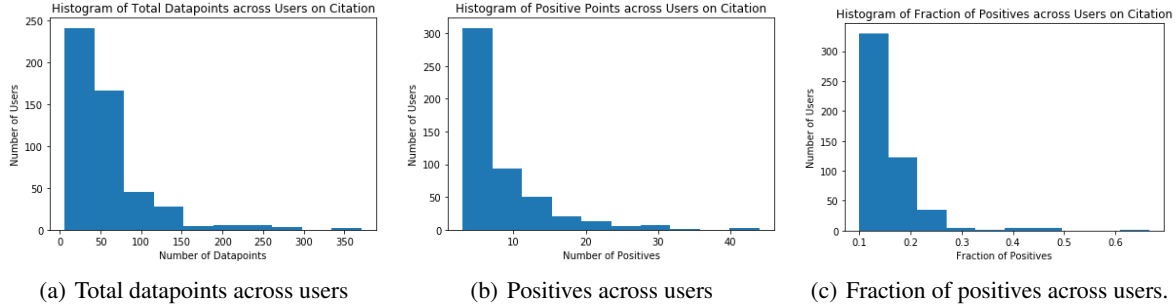 Histogram of Total Datapoints across Users on Citation
250
200
150
100
50
0
Number of Users
0 50 100 150 200 250 300 350
Number of Datapoints
(a) Total datapoints across users
Histogram of Positive Points across Users on Citation
300
250
200
150
100
50
0
Number of Users
10 20 30 40
Number of Positives
(b) Positives across users
Histogram of Fraction of Positives across Users on Citation
300
250
200
150
100
50
0
Number of Users
0.1 0.2 0.3 0.4 0.5 0.6
Fraction of Positives
(c) Fraction of positives across users.